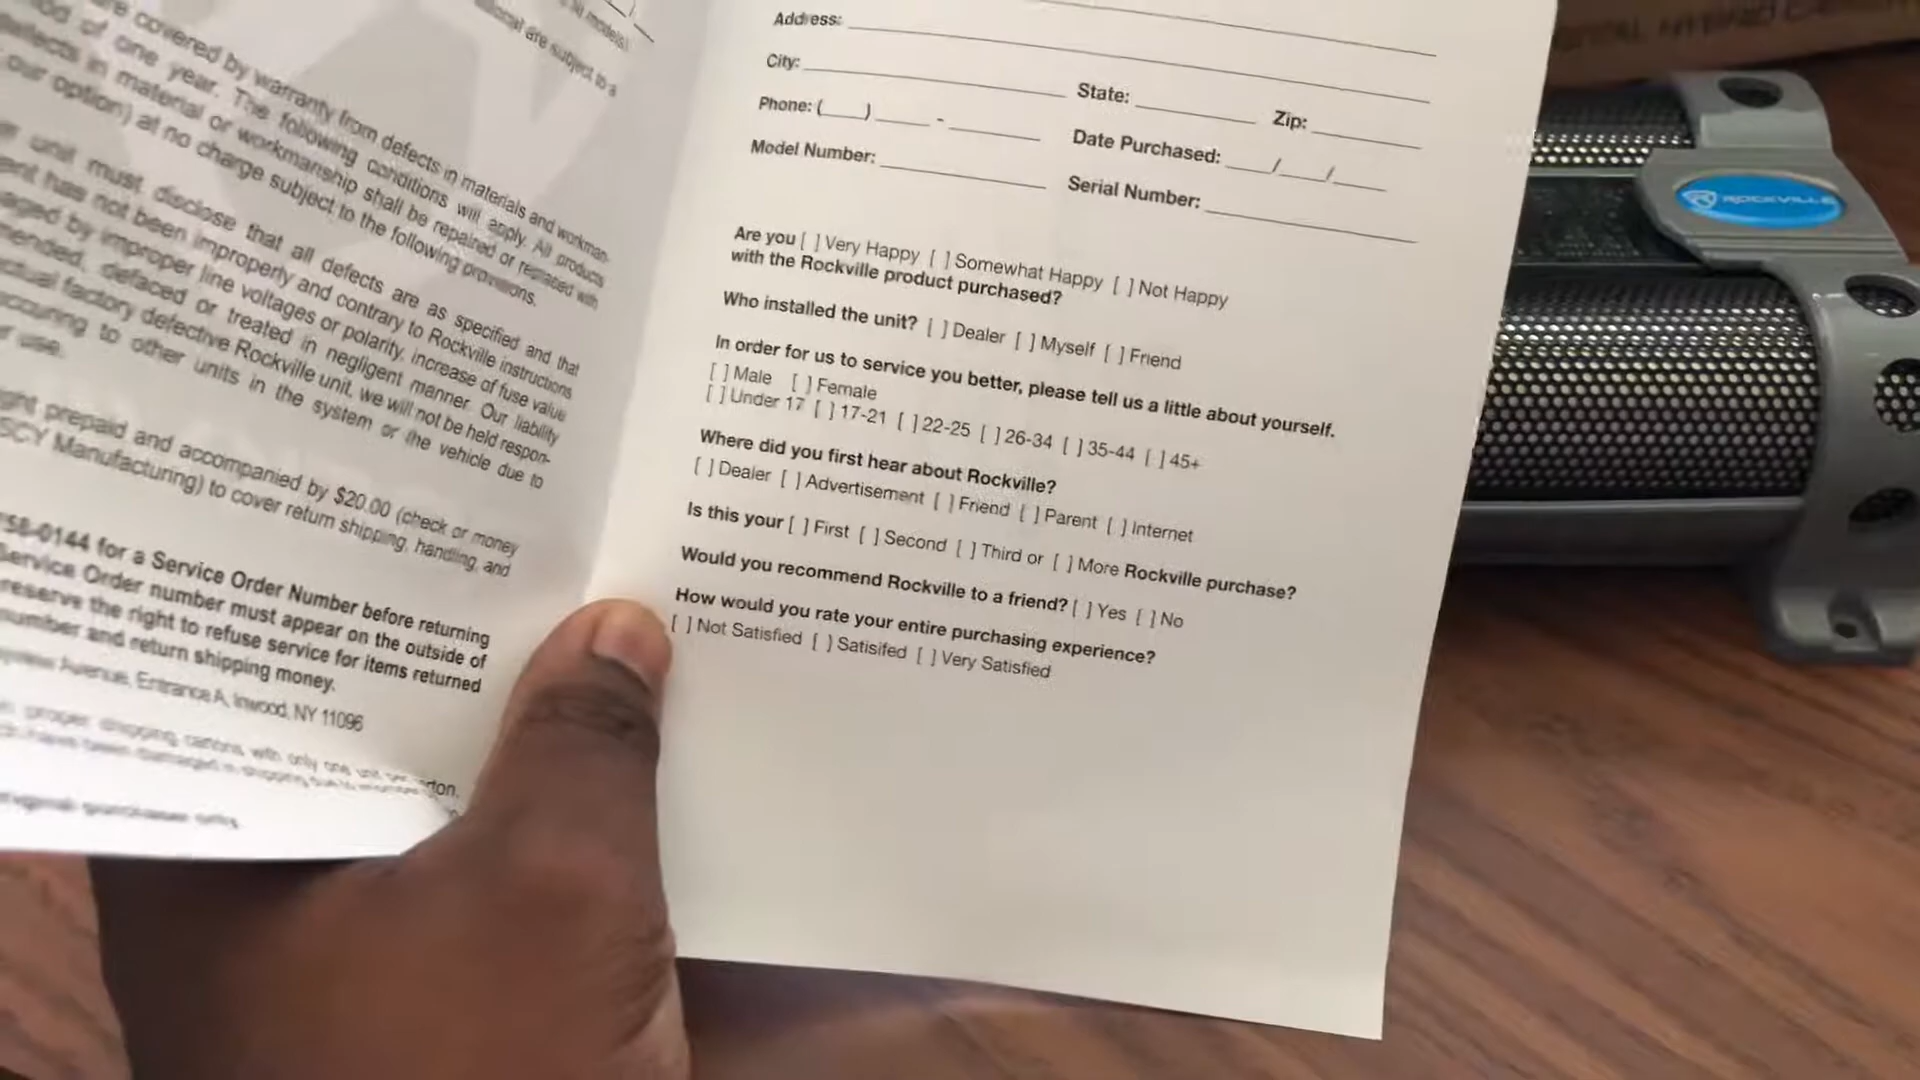 are covered by warranty from defects in materials and workman-
of one year. The following conditions will apply. All products
defects in material or workmanship shall be repaired or replaced with
our option) at no charge subject to the following provisions.
unit must disclose that all defects are as specified and that
has not been improperly and contrary to Rockville instructions
by improper line voltages or polarity, increase of fuse value
defaced or treated in negligent manner. Our liability
factory defective Rockville unit, we will not be held respon-
to other units in the system or the vehicle due to
use.
prepaid and accompanied by $20.00 (check or money
SCY Manufacturing) to cover return shipping, handling, and
58-0144 for a Service Order Number before returning
Service Order number must appear on the outside of
reserve the right to refuse service for items returned
number and return shipping money.
Avenue, Entrance A, Inwood, NY 11096
proper shipping cartons, with only one unit per carton.
Address:
City: State: Zip:
Phone: ( ) - Date Purchased: / /
Model Number: Serial Number:
Are you [ ] Very Happy [ ] Somewhat Happy [ ] Not Happy
with the Rockville product purchased?
Who installed the unit? [ ] Dealer [ ] Myself [ ] Friend
In order for us to service you better, please tell us a little about yourself.
[ ] Male [ ] Female
[ ] Under 17 [ ] 17-21 [ ] 22-25 [ ] 26-34 [ ] 35-44 [ ] 45+
Where did you first hear about Rockville?
[ ] Dealer [ ] Advertisement [ ] Friend [ ] Parent [ ] Internet
Is this your [ ] First [ ] Second [ ] Third or [ ] More Rockville purchase?
Would you recommend Rockville to a friend? [ ] Yes [ ] No
How would you rate your entire purchasing experience?
[ ] Not Satisfied [ ] Satisifed [ ] Very Satisfied
ROCKVILLE